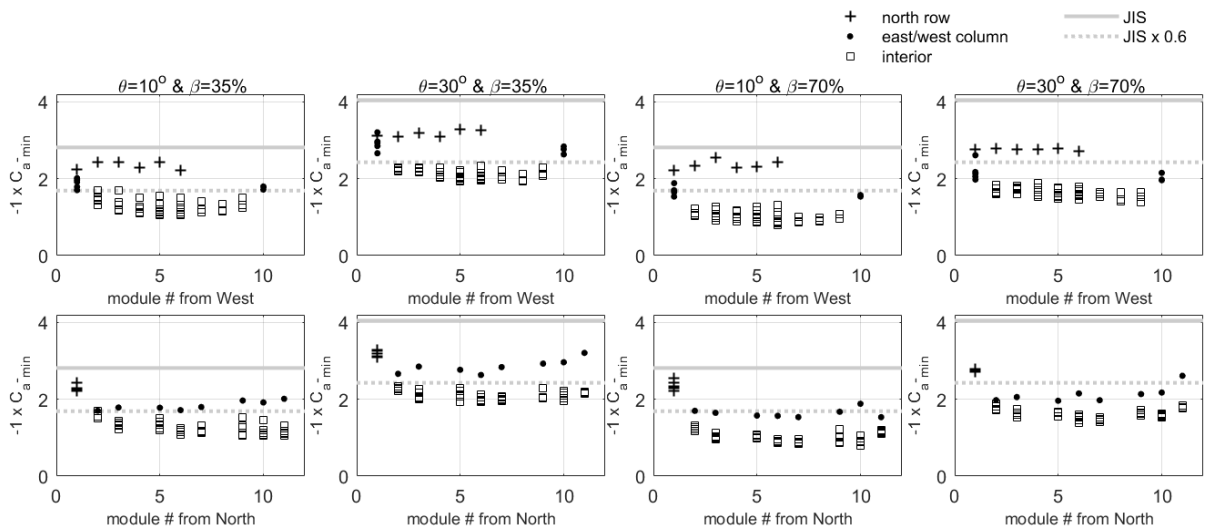 north row
east/west column
interior
JIS
JIS x 0.6
θ=10° & β=35%
θ=30° & β=35%
θ=10° & β=70%
θ=30° & β=70%
-1 x C_a-min
4
2
0
0
5
10
module # from West
-1 x C_a-min
4
2
0
0
5
10
module # from West
-1 x C_a-min
4
2
0
0
5
10
module # from West
-1 x C_a-min
4
2
0
0
5
10
module # from West
-1 x C_a-min
4
2
0
0
5
10
module # from North
-1 x C_a-min
4
2
0
0
5
10
module # from North
-1 x C_a-min
4
2
0
0
5
10
module # from North
-1 x C_a-min
4
2
0
0
5
10
module # from North